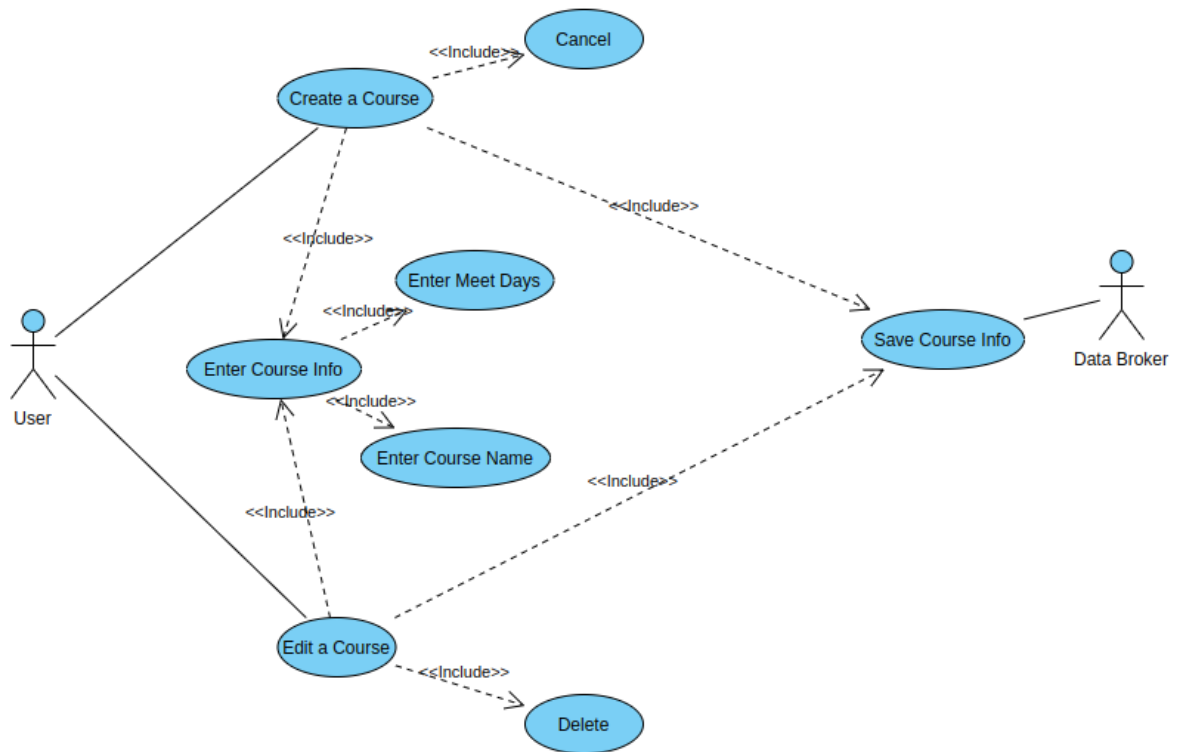 Cancel
<<Include>>
Create a Course
<<Include>>
<<Include>>
Enter Meet Days
<<Include>>
Save Course Info
Data Broker
Enter Course Info
User
<<Include>>
Enter Course Name
<<Include>>
<<Include>>
Edit a Course
<<Include>>
Delete